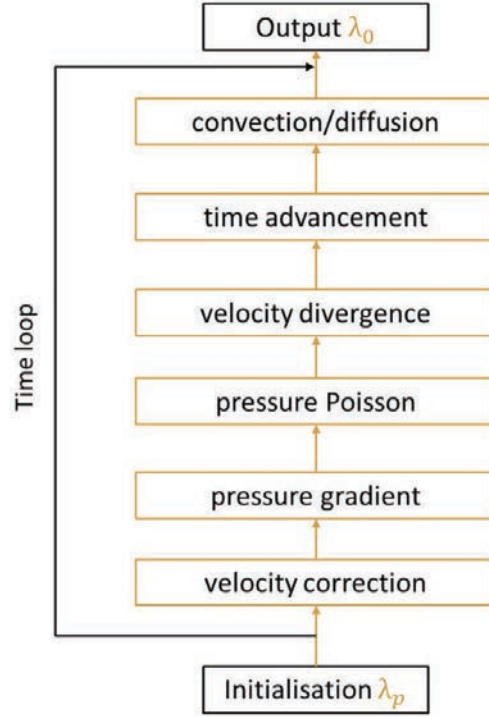 Output λ₀
convection/diffusion
time advancement
velocity divergence
pressure Poisson
pressure gradient
velocity correction
Initialisation λₚ
Time loop